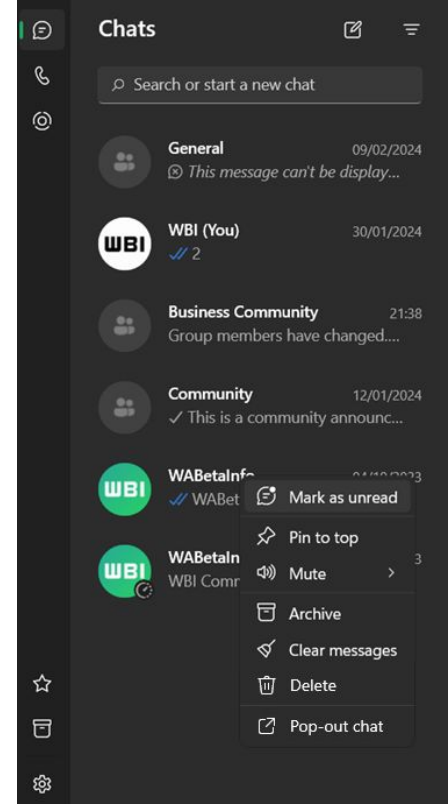 Chats
Search or start a new chat
General 09/02/2024
This message can't be display...
WBI
WBI (You) 30/01/2024
2
Business Community 21:38
Group members have changed....
Community 12/01/2024
This is a community announc...
WBI
WABetaInfo
WABet
Mark as unread
Pin to top
WBI
WABetaIn 3
WBI Comm
Mute
Archive
Clear messages
Delete
Pop-out chat